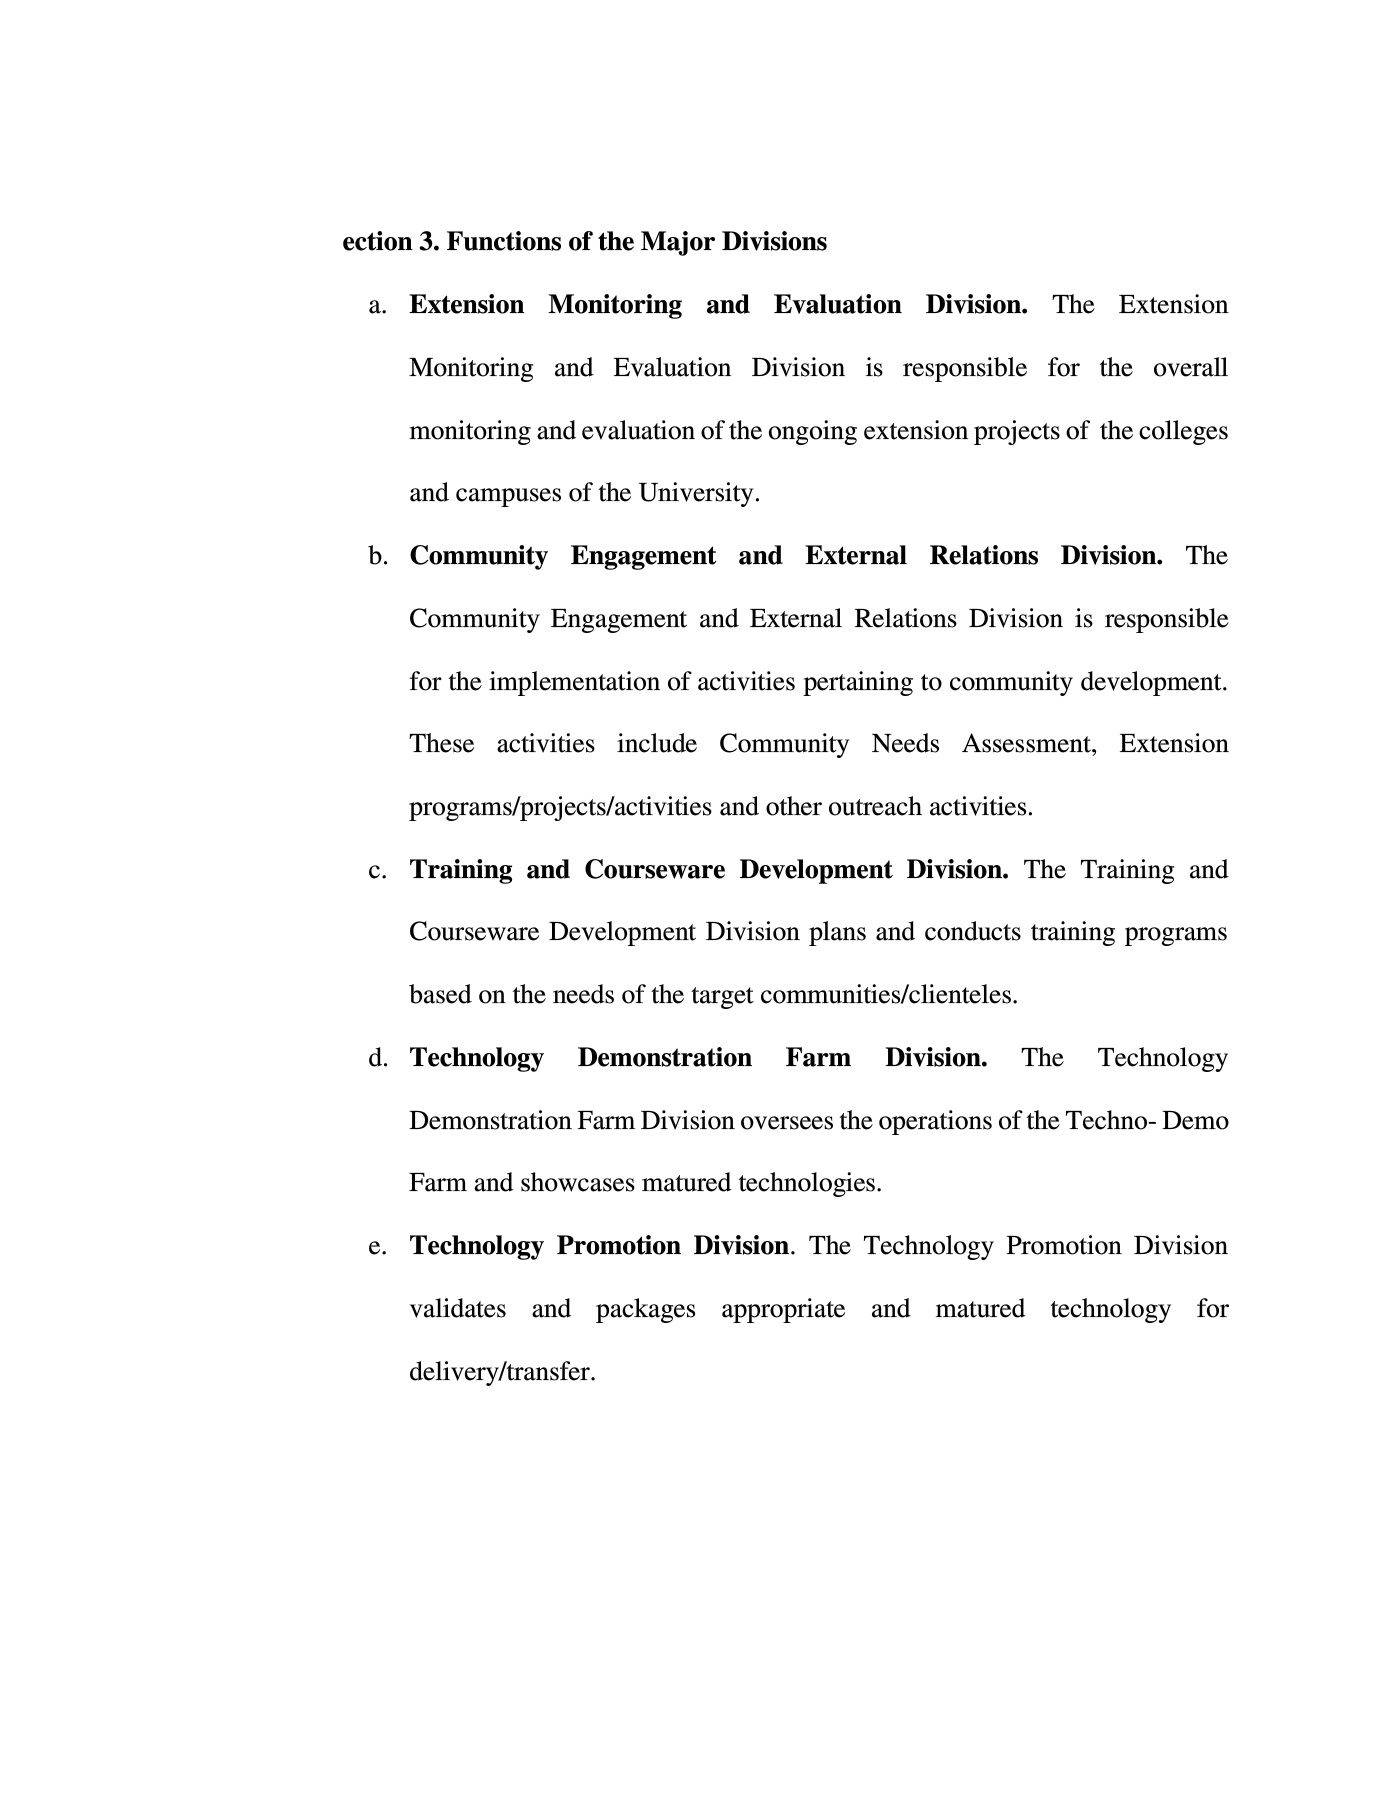 ection 3. Functions of the Major Divisions
a. Extension Monitoring and Evaluation Division. The Extension
Monitoring and Evaluation Division is responsible for the overall
monitoring and evaluation of the ongoing extension projects of the colleges
and campuses of the University.
b. Community Engagement and External Relations Division. The
Community Engagement and External Relations Division is responsible
for the implementation of activities pertaining to community development.
These activities include Community Needs Assessment, Extension
programs/projects/activities and other outreach activities.
c. Training and Courseware Development Division. The Training and
Courseware Development Division plans and conducts training programs
based on the needs of the target communities/clienteles.
d. Technology Demonstration Farm Division. The Technology
Demonstration Farm Division oversees the operations of the Techno- Demo
Farm and showcases matured technologies.
e. Technology Promotion Division. The Technology Promotion Division
validates and packages appropriate and matured technology for
delivery/transfer.